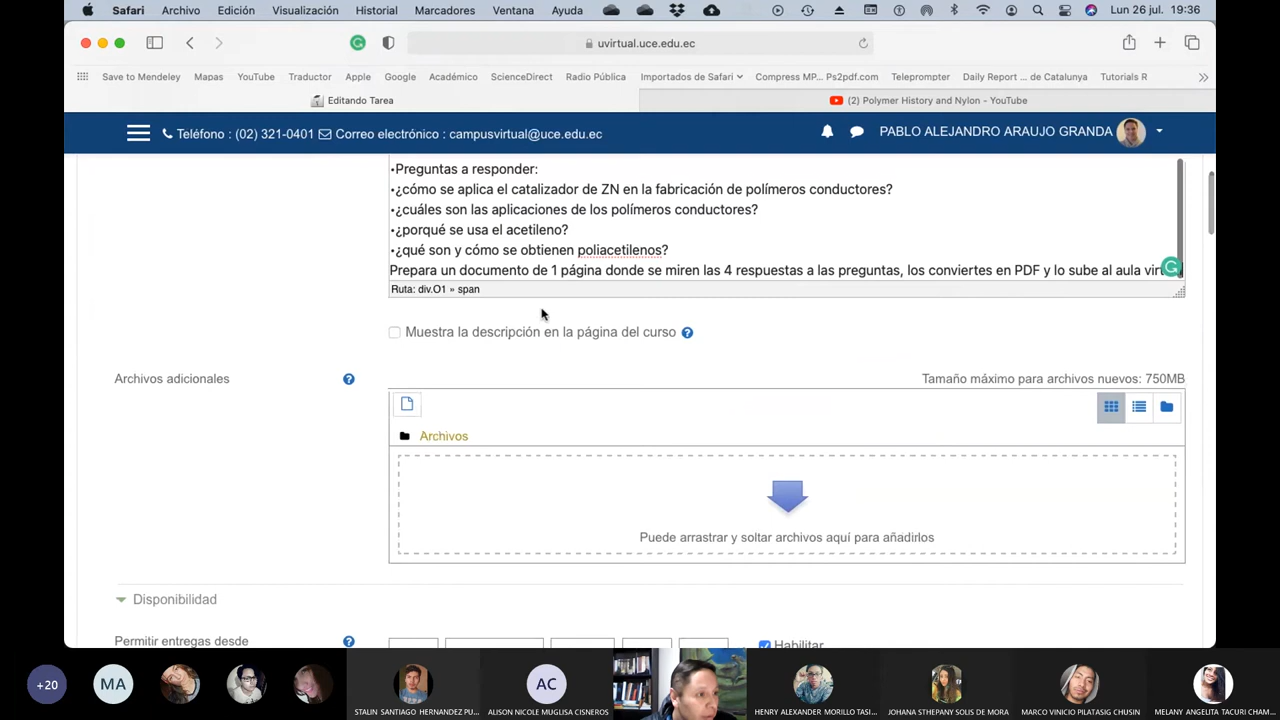 Safari Archivo Edición Visualización Historial Marcadores Ventana Ayuda Lun 26 jul. 19:36
uvirtual.uce.edu.ec
Save to Mendeley Mapas YouTube Traductor Apple Google Académico ScienceDirect Radio Pública Importados de Safari Compress MP... Ps2pdf.com Teleprompter Daily Report ... de Catalunya Tutorials R
Editando Tarea (2) Polymer History and Nylon - YouTube
Teléfono : (02) 321-0401 Correo electrónico : campusvirtual@uce.edu.ec PABLO ALEJANDRO ARAUJO GRANDA
•Preguntas a responder:
•¿cómo se aplica el catalizador de ZN en la fabricación de polímeros conductores?
•¿cuáles son las aplicaciones de los polímeros conductores?
•¿porqué se usa el acetileno?
•¿qué son y cómo se obtienen poliacetilenos?
Prepara un documento de 1 página donde se miren las 4 respuestas a las preguntas, los conviertes en PDF y lo sube al aula
Ruta: div.O1 » span
Muestra la descripción en la página del curso
Archivos adicionales Tamaño máximo para archivos nuevos: 750MB
Archivos
Puede arrastrar y soltar archivos aquí para añadirlos
Disponibilidad
Permitir entregas desde Habilitar
+20 MA AC
STALIN SANTIAGO HERNANDEZ PU... ALISON NICOLE MUGLISA CISNEROS HENRY ALEXANDER MORILLO TASI... JOHANA STHEPANY SOLIS DE MORA MARCO VINICIO PILATASIG CHUSIN MELANY ANGELITA TACURI CHAM...